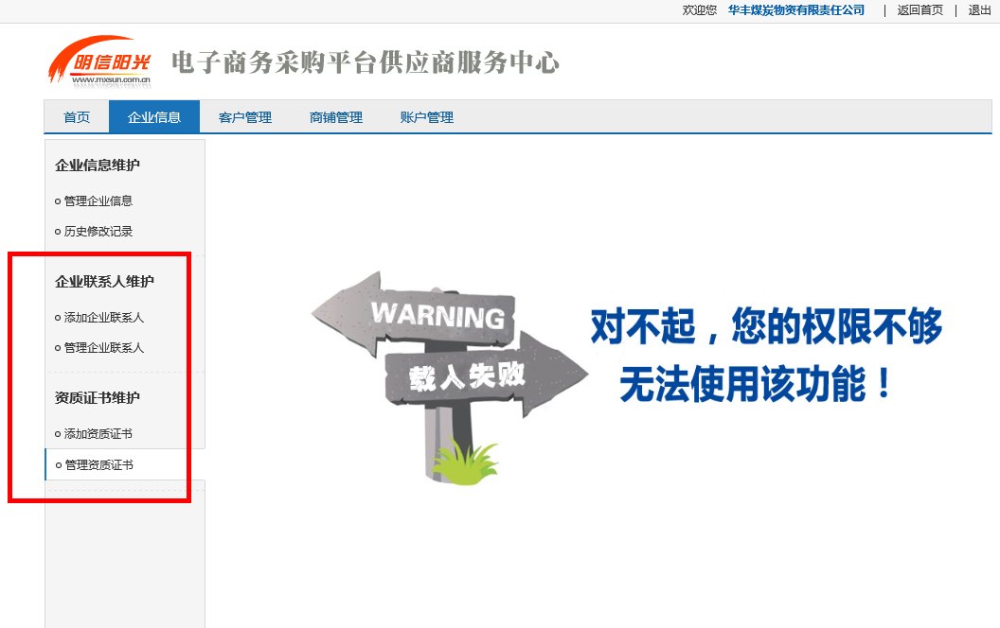 欢迎您 华丰煤炭物资有限责任公司 | 返回首页 | 退出
明信阳光
www.mxsun.com.cn
电子商务采购平台供应商服务中心
首页 企业信息 客户管理 商铺管理 账户管理
企业信息维护
管理企业信息
历史修改记录
企业联系人维护
添加企业联系人
管理企业联系人
资质证书维护
添加资质证书
管理资质证书
WARNING
载入失败
对不起，您的权限不够
无法使用该功能！